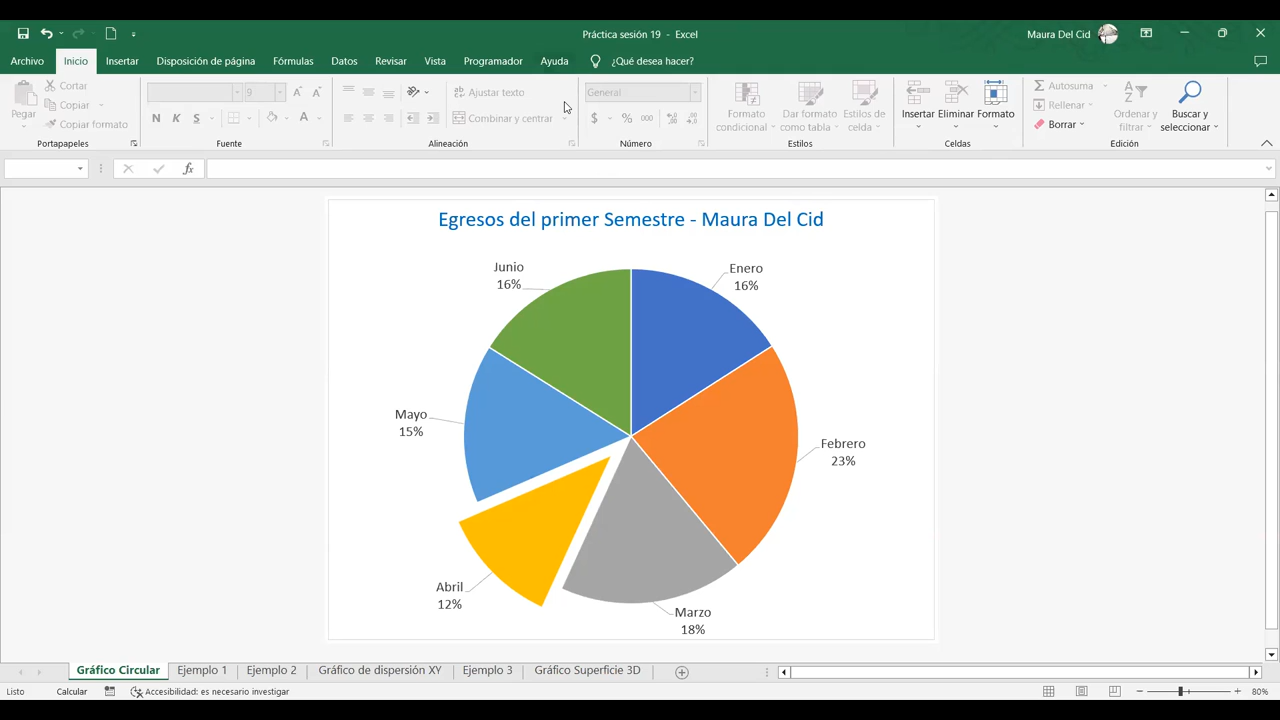 Práctica sesión 19 - Excel
Maura Del Cid
Archivo Inicio Insertar Disposición de página Fórmulas Datos Revisar Vista Programador Ayuda ¿Qué desea hacer?
Pegar
Cortar
Copiar
Copiar formato
Portapapeles
9
N K S
A
Fuente
Ajustar texto
Combinar y centrar
Alineación
General
$ % 000
Número
Formato condicional
Dar formato como tabla
Estilos de celda
Estilos
Insertar Eliminar Formato
Celdas
Autosuma
Rellenar
Borrar
Ordenar y filtrar
Buscar y seleccionar
Edición
fx
Egresos del primer Semestre - Maura Del Cid
Junio
16%
Enero
16%
Mayo
15%
Febrero
23%
Abril
12%
Marzo
18%
Gráfico Circular Ejemplo 1 Ejemplo 2 Gráfico de dispersión XY Ejemplo 3 Gráfico Superficie 3D
Listo Calcular Accesibilidad: es necesario investigar 80%